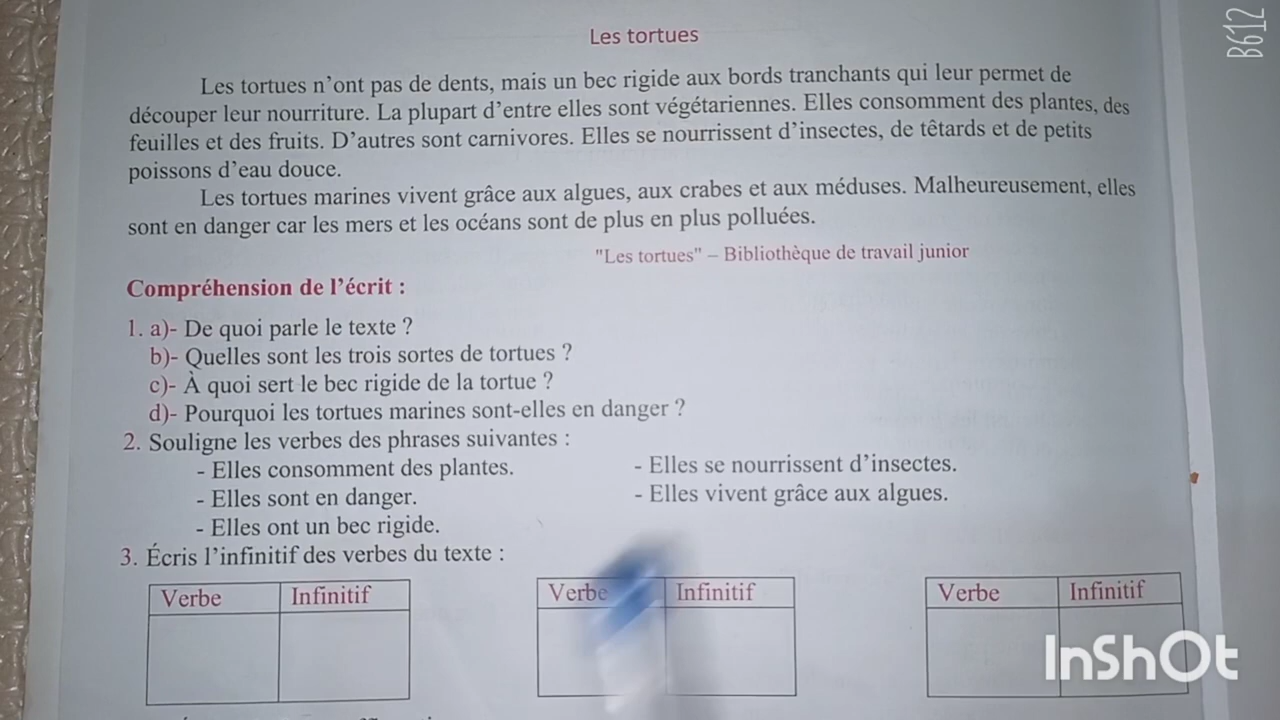 B612
Les tortues
Les tortues n'ont pas de dents, mais un bec rigide aux bords tranchants qui leur permet de
découper leur nourriture. La plupart d'entre elles sont végétariennes. Elles consomment des plantes, des
feuilles et des fruits. D'autres sont carnivores. Elles se nourrissent d'insectes, de têtards et de petits
poissons d'eau douce.
Les tortues marines vivent grâce aux algues, aux crabes et aux méduses. Malheureusement, elles
sont en danger car les mers et les océans sont de plus en plus polluées.
"Les tortues" – Bibliothèque de travail junior
Compréhension de l'écrit :
1. a)- De quoi parle le texte ?
b)- Quelles sont les trois sortes de tortues ?
c)- À quoi sert le bec rigide de la tortue ?
d)- Pourquoi les tortues marines sont-elles en danger ?
2. Souligne les verbes des phrases suivantes :
- Elles consomment des plantes. - Elles se nourrissent d'insectes.
- Elles sont en danger. - Elles vivent grâce aux algues.
- Elles ont un bec rigide.
3. Écris l'infinitif des verbes du texte :
Verbe Infinitif Verbe Infinitif Verbe Infinitif
InShOt